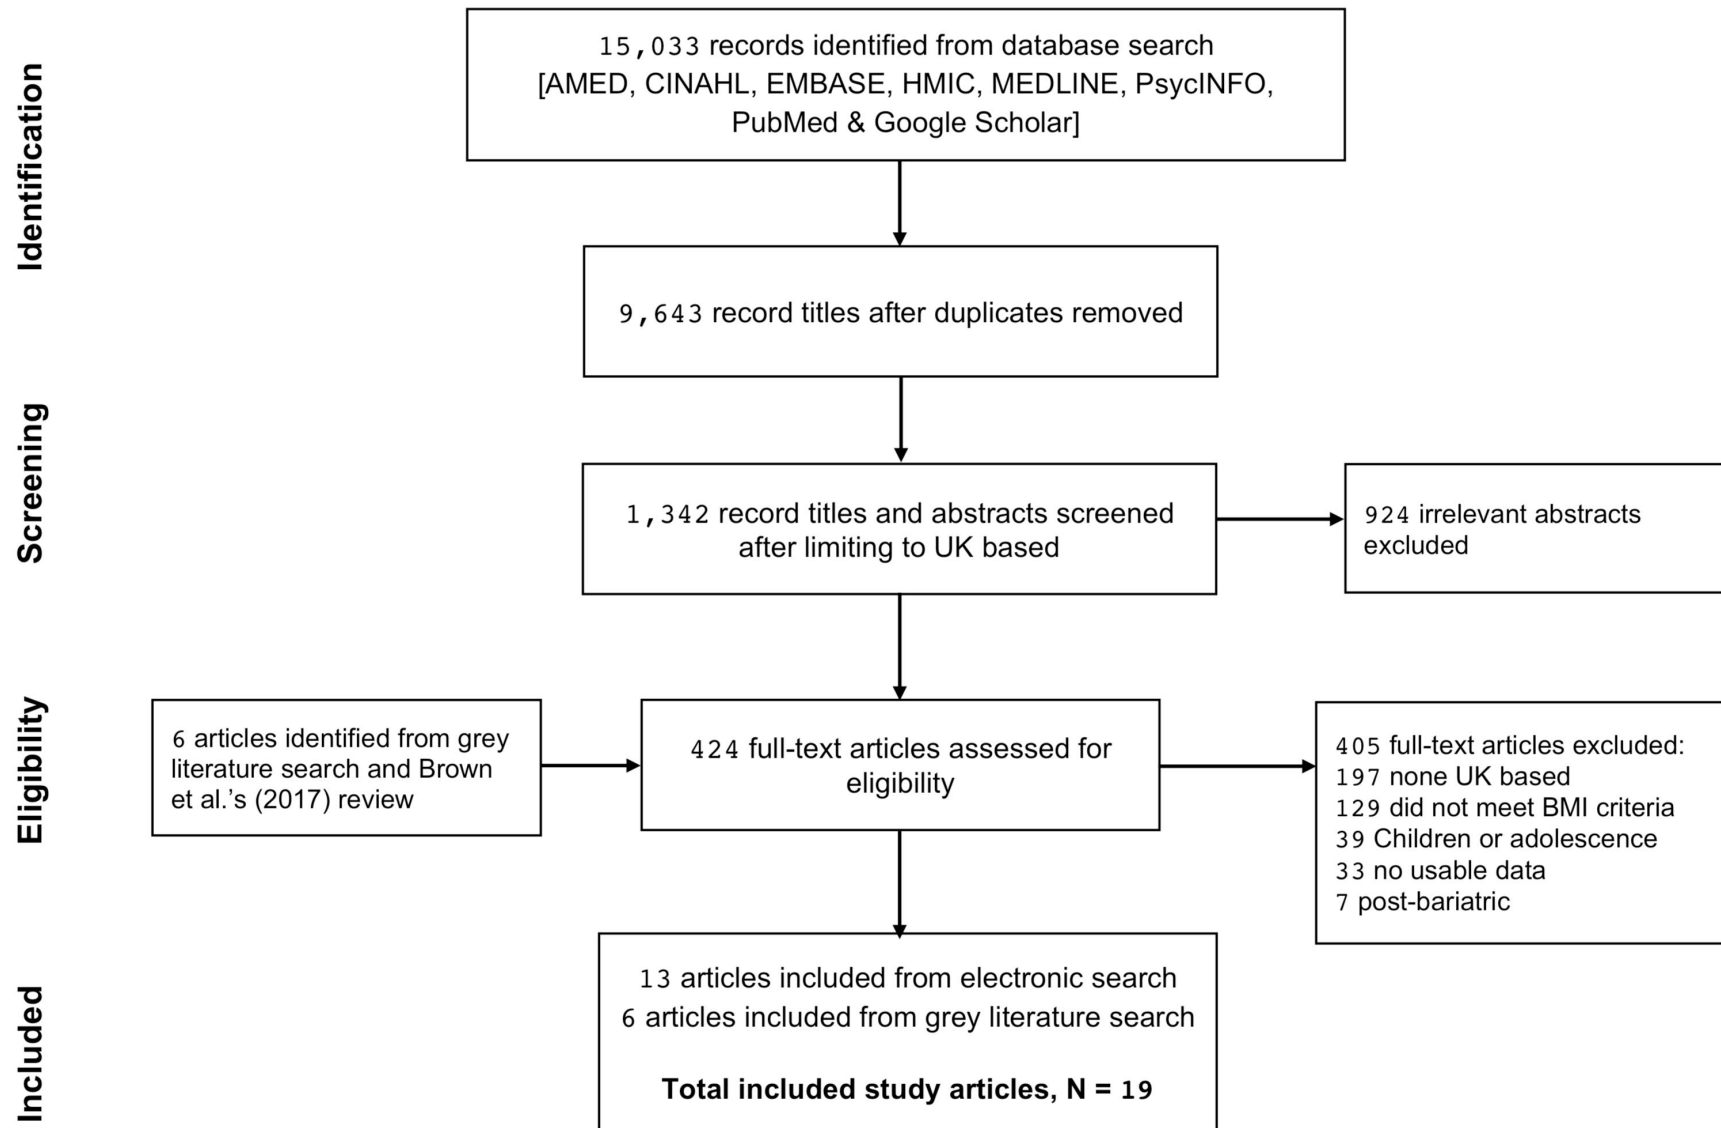 Identification
15,033 records identified from database search
[AMED, CINAHL, EMBASE, HMIC, MEDLINE, PsycINFO,
PubMed & Google Scholar]
9,643 record titles after duplicates removed
Screening
1,342 record titles and abstracts screened
after limiting to UK based
924 irrelevant abstracts
excluded
Eligibility
6 articles identified from grey
literature search and Brown
et al.'s (2017) review
424 full-text articles assessed for
eligibility
405 full-text articles excluded:
197 none UK based
129 did not meet BMI criteria
39 Children or adolescence
33 no usable data
7 post-bariatric
Included
13 articles included from electronic search
6 articles included from grey literature search
Total included study articles, N = 19